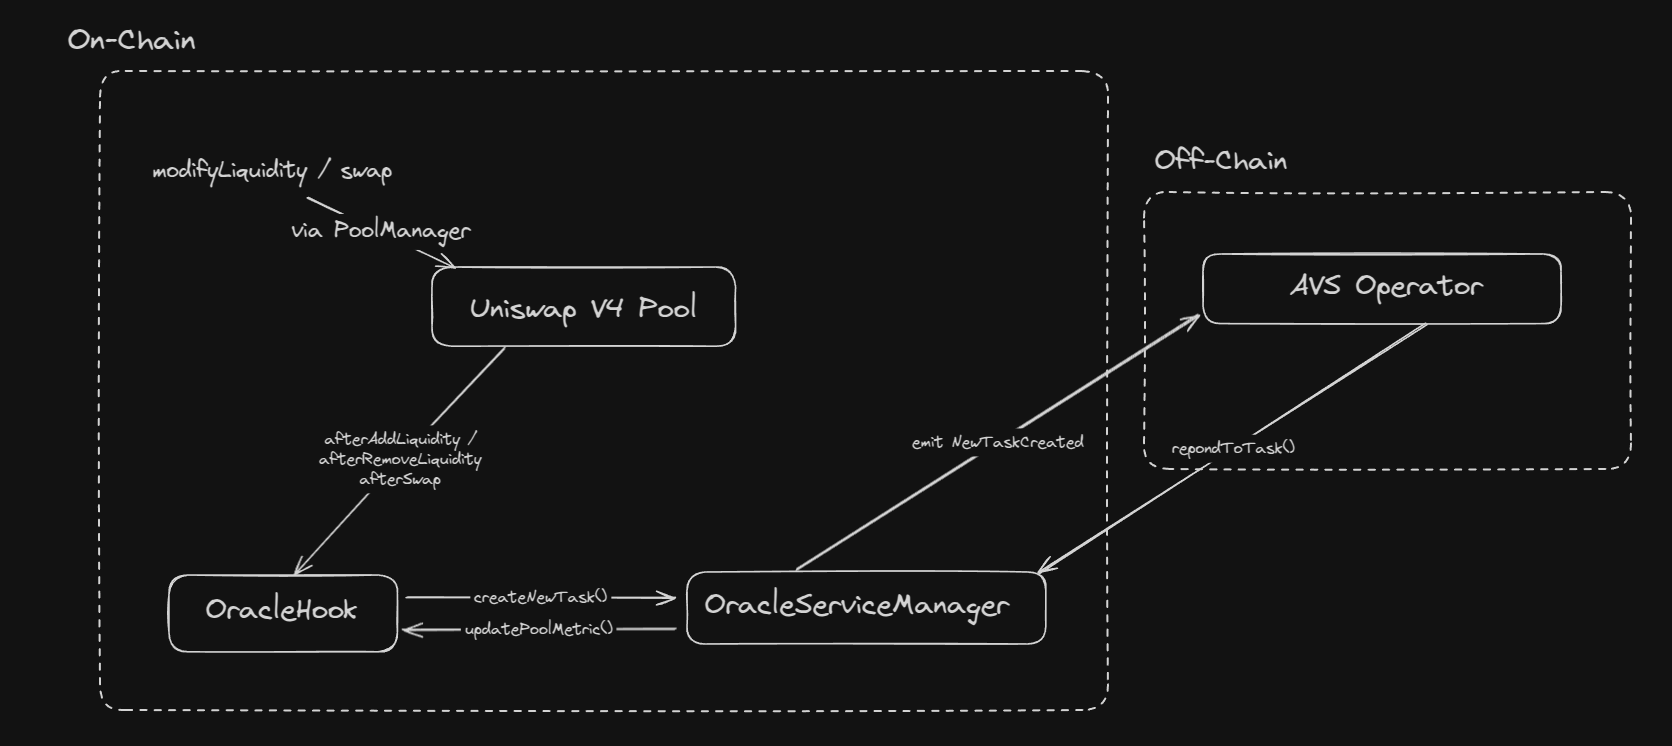 On-Chain
modifyLiquidity / swap
via PoolManager
Uniswap V4 Pool
afterAddLiquidity /
afterRemoveLiquidity
afterSwap
OracleHook
createNewTask()
updatePoolMetric()
OracleServiceManager
emit NewTaskCreated
Off-Chain
AVS Operator
repondToTask()